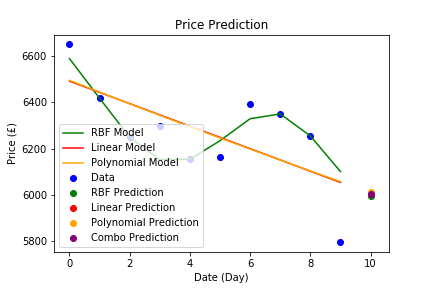 Price Prediction
Price (£)
6600
6400
6200
6000
5800
RBF Model
Linear Model
Polynomial Model
Data
RBF Prediction
Linear Prediction
Polynomial Prediction
Combo Prediction
0 2 4 6 8 10
Date (Day)